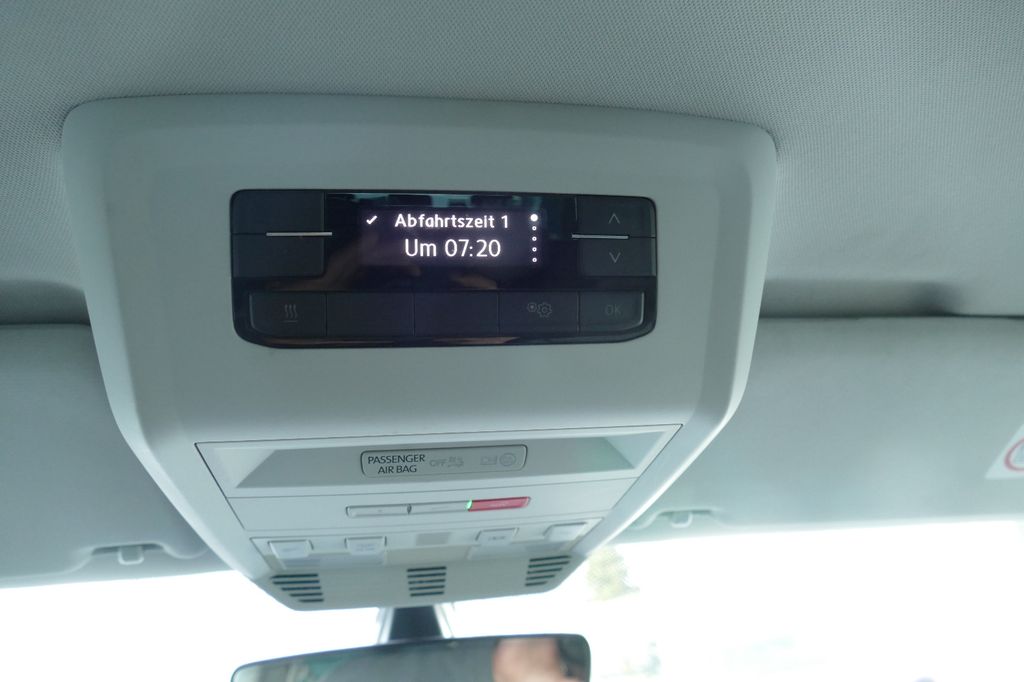 Abfahrtszeit 1
Um 07:20
OK
PASSENGER
AIR BAG
OFF